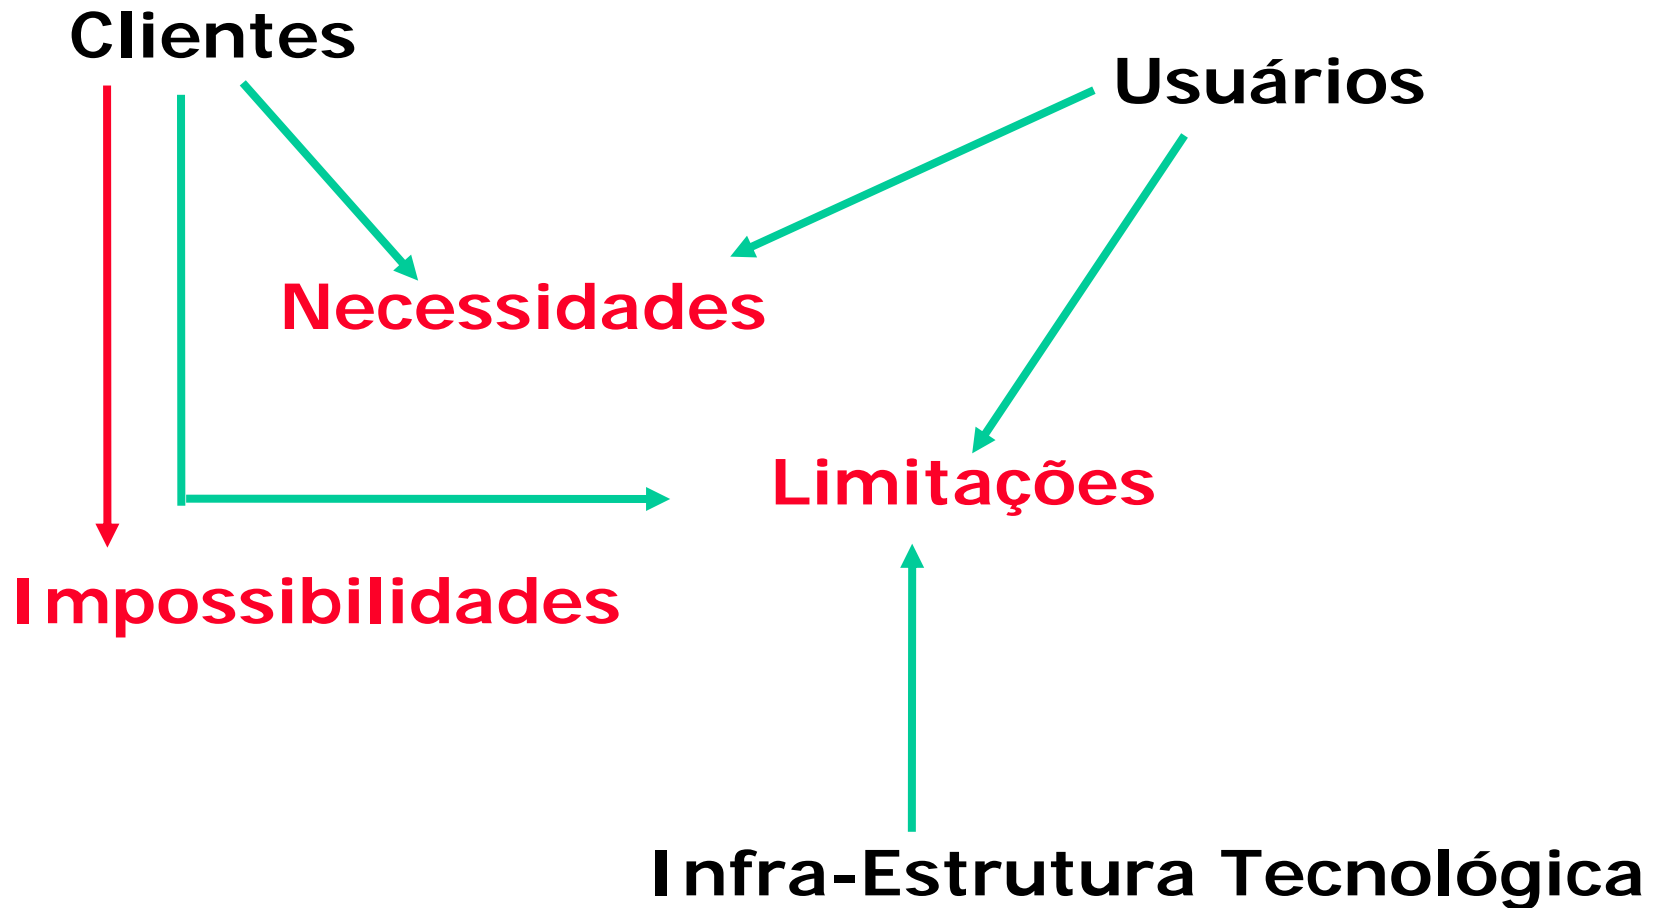 Clientes
Usuários
Necessidades
Limitações
Impossibilidades
Infra-Estrutura Tecnológica